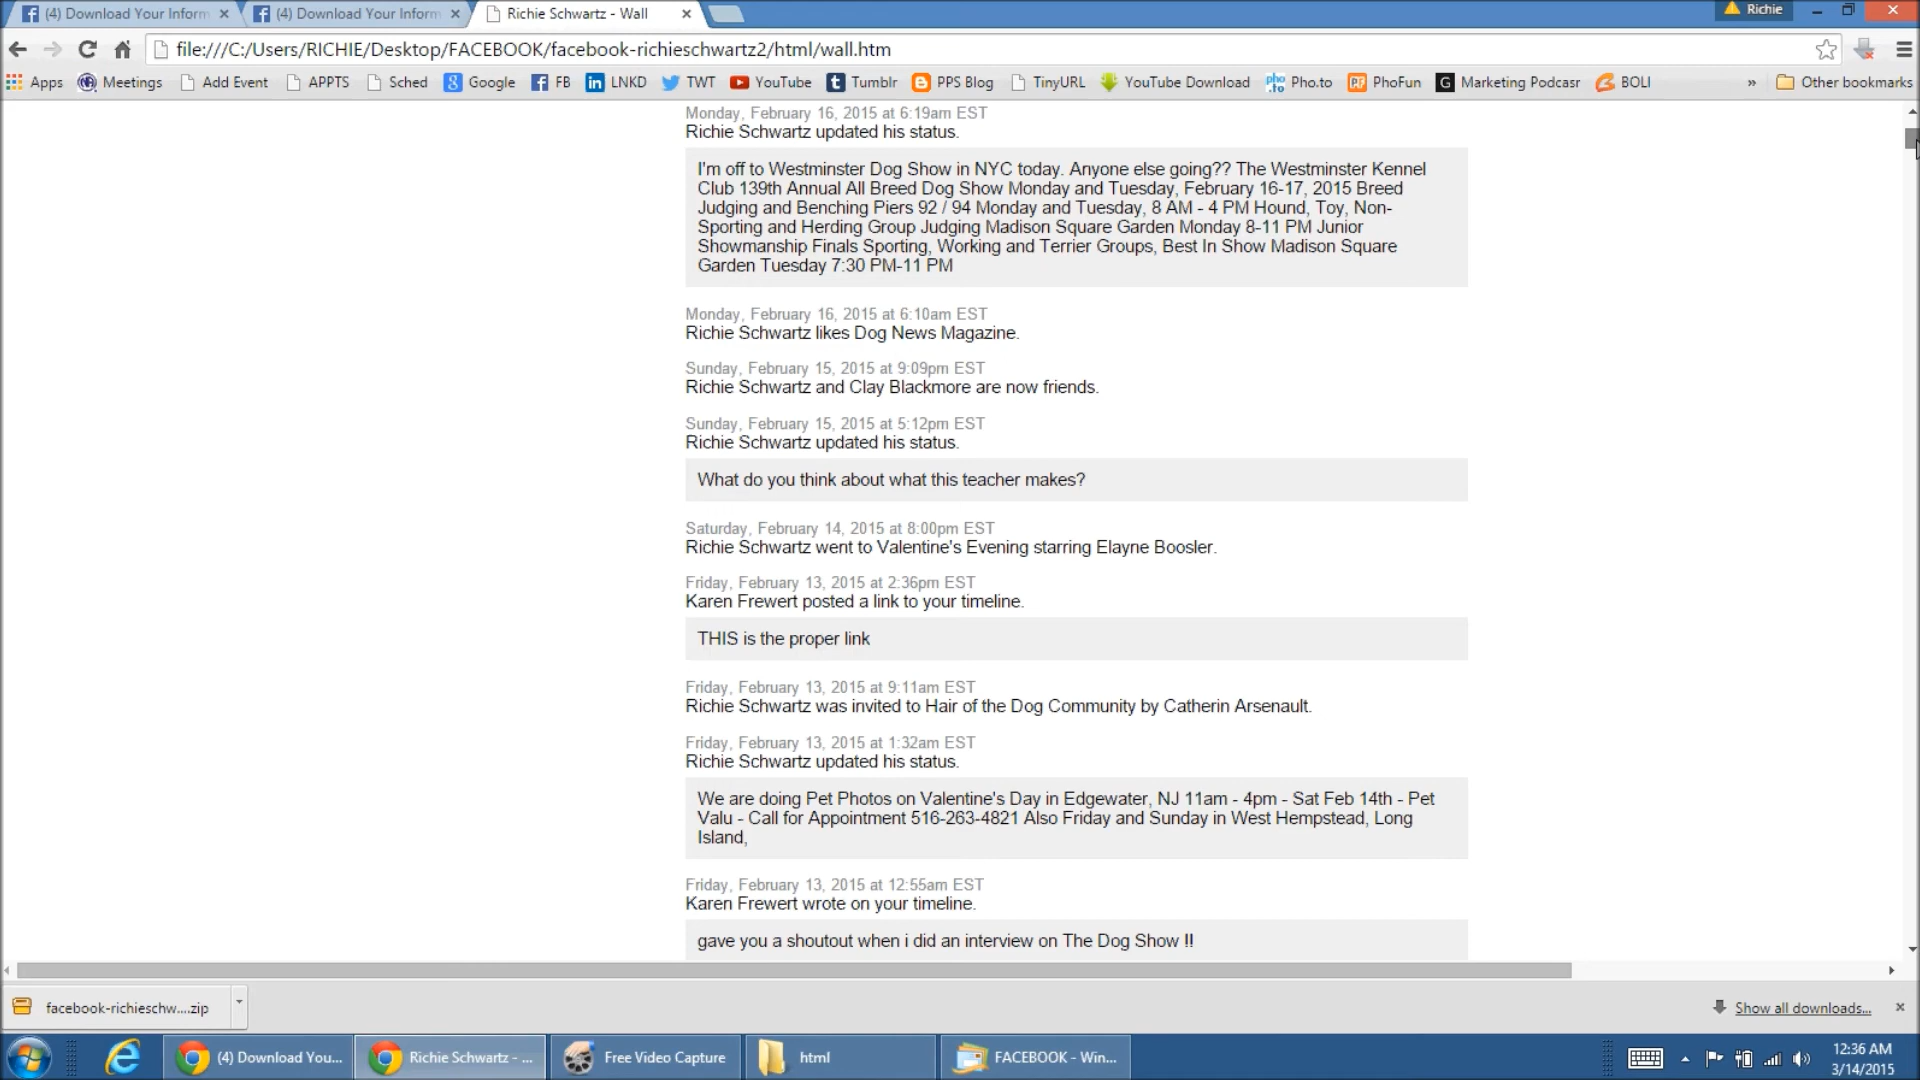 (4) Download Your Inform
(4) Download Your Inform
Richie Schwartz - Wall
Richie
file:///C:/Users/RICHIE/Desktop/FACEBOOK/facebook-richieschwartz2/html/wall.htm
Apps Meetings Add Event APPTS Sched Google FB LNKD TWT YouTube Tumblr PPS Blog TinyURL YouTube Download Pho.to PhoFun Marketing Podcasr BOLI » Other bookmarks
Monday, February 16, 2015 at 6:19am EST
Richie Schwartz updated his status.
I'm off to Westminster Dog Show in NYC today. Anyone else going?? The Westminster Kennel
Club 139th Annual All Breed Dog Show Monday and Tuesday, February 16-17, 2015 Breed
Judging and Benching Piers 92 / 94 Monday and Tuesday, 8 AM - 4 PM Hound, Toy, Non-
Sporting and Herding Group Judging Madison Square Garden Monday 8-11 PM Junior
Showmanship Finals Sporting, Working and Terrier Groups, Best In Show Madison Square
Garden Tuesday 7:30 PM-11 PM
Monday, February 16, 2015 at 6:10am EST
Richie Schwartz likes Dog News Magazine.
Sunday, February 15, 2015 at 9:09pm EST
Richie Schwartz and Clay Blackmore are now friends.
Sunday, February 15, 2015 at 5:12pm EST
Richie Schwartz updated his status.
What do you think about what this teacher makes?
Saturday, February 14, 2015 at 8:00pm EST
Richie Schwartz went to Valentine's Evening starring Elayne Boosler.
Friday, February 13, 2015 at 2:36pm EST
Karen Frewert posted a link to your timeline.
THIS is the proper link
Friday, February 13, 2015 at 9:11am EST
Richie Schwartz was invited to Hair of the Dog Community by Catherin Arsenault.
Friday, February 13, 2015 at 1:32am EST
Richie Schwartz updated his status.
We are doing Pet Photos on Valentine's Day in Edgewater, NJ 11am - 4pm - Sat Feb 14th - Pet
Valu - Call for Appointment 516-263-4821 Also Friday and Sunday in West Hempstead, Long
Island,
Friday, February 13, 2015 at 12:55am EST
Karen Frewert wrote on your timeline.
gave you a shoutout when i did an interview on The Dog Show !!
facebook-richieschw....zip
Show all downloads...
(4) Download You...
Richie Schwartz - ...
Free Video Capture
html
FACEBOOK - Win...
12:36 AM
3/14/2015